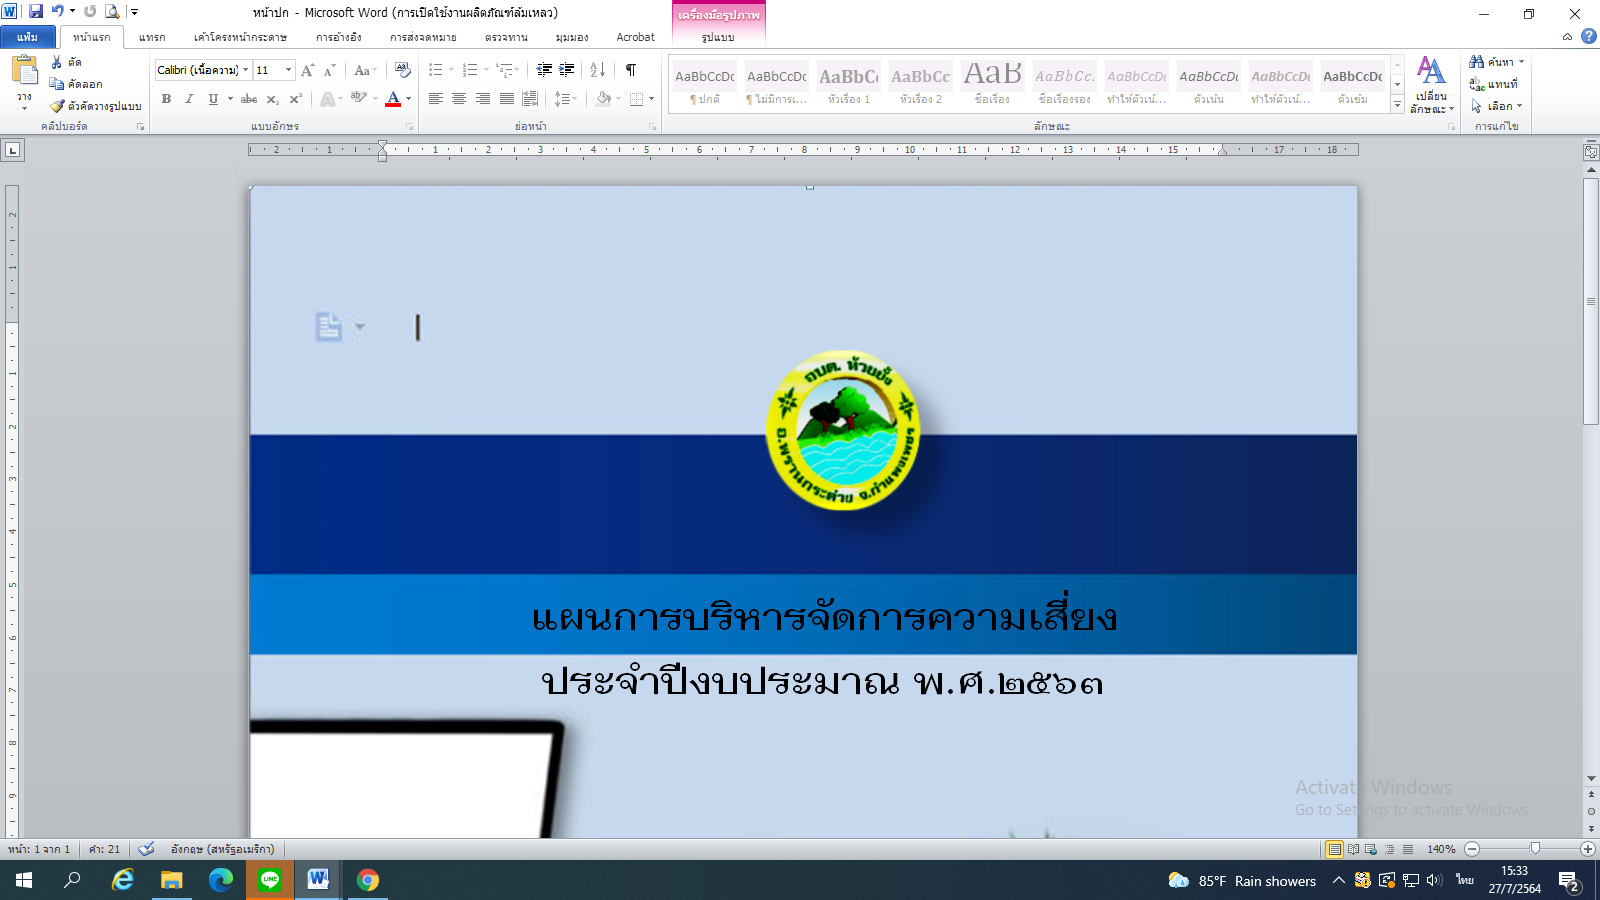 หน้าปก - Microsoft Word (การเปิดใช้งานผลิตภัณฑ์ล้มเหลว)
เครื่องมือรูปภาพ
แฟ้ม หน้าแรก แทรก เค้าโครงหน้ากระดาษ การอ้างอิง การส่งจดหมาย ตรวจทาน มุมมอง Acrobat รูปแบบ
วาง
ตัด
คัดลอก
ตัวคัดวางรูปแบบ
คลิปบอร์ด
Calibri (เนื้อความ) 11
แบบอักษร
ย่อหน้า
AaBbCcDc AaBbCcDc AaBbCc AaBbCc AaB AaBbCc. AaBbCcDc AaBbCcDc AaBbCcDc AaBbCcDc
¶ ปกติ ¶ ไม่มีการเ... หัวเรื่อง 1 หัวเรื่อง 2 ชื่อเรื่อง ชื่อเรื่องรอง ทำให้ตัวเน้... ตัวเน้น ทำให้ตัวเน้... ตัวเข้ม
ลักษณะ
เปลี่ยน
ลักษณะ
ค้นหา
แทนที่
เลือก
การแก้ไข
อบต. ห้วยยั้ง
อ.พรานกระต่าย จ.กำแพงเพชร
แผนการบริหารจัดการความเสี่ยง
ประจำปีงบประมาณ พ.ศ.๒๕๖๓
Activate Windows
Go to Settings to activate Windows.
หน้า: 1 จาก 1 คำ: 21 อังกฤษ (สหรัฐอเมริกา) 140%
85°F Rain showers ไทย 15:33
27/7/2564
2